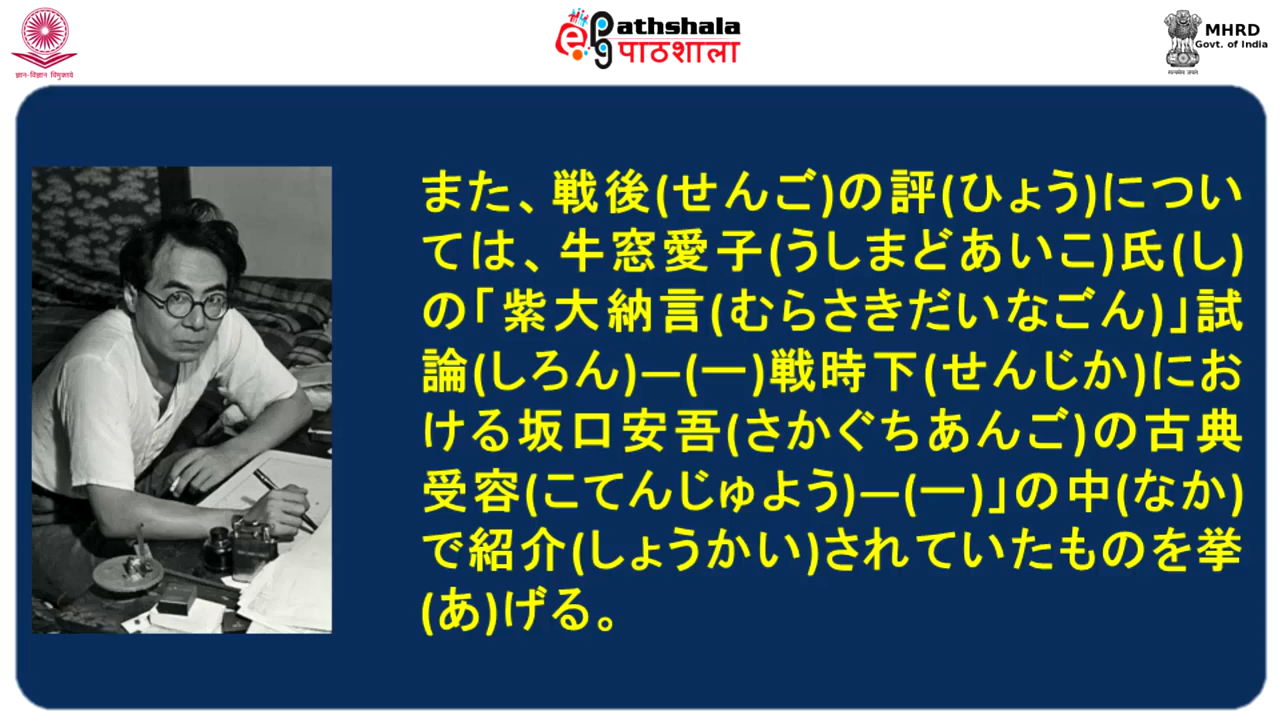 ज्ञान-विज्ञान विमुक्तये
ePathshala
पाठशाला
MHRD
Govt. of India
सत्यमेव जयते
また、戦後(せんご)の評(ひょう)につい
ては、牛窓愛子(うしまどあいこ)氏(し)
の「紫大納言(むらさきだいなごん)」試
論(しろん)—(一)戦時下(せんじか)にお
ける坂口安吾(さかぐちあんご)の古典
受容(こてんじゅよう)—(一)」の中(なか)
で紹介(しょうかい)されていたものを挙
(あ)げる。